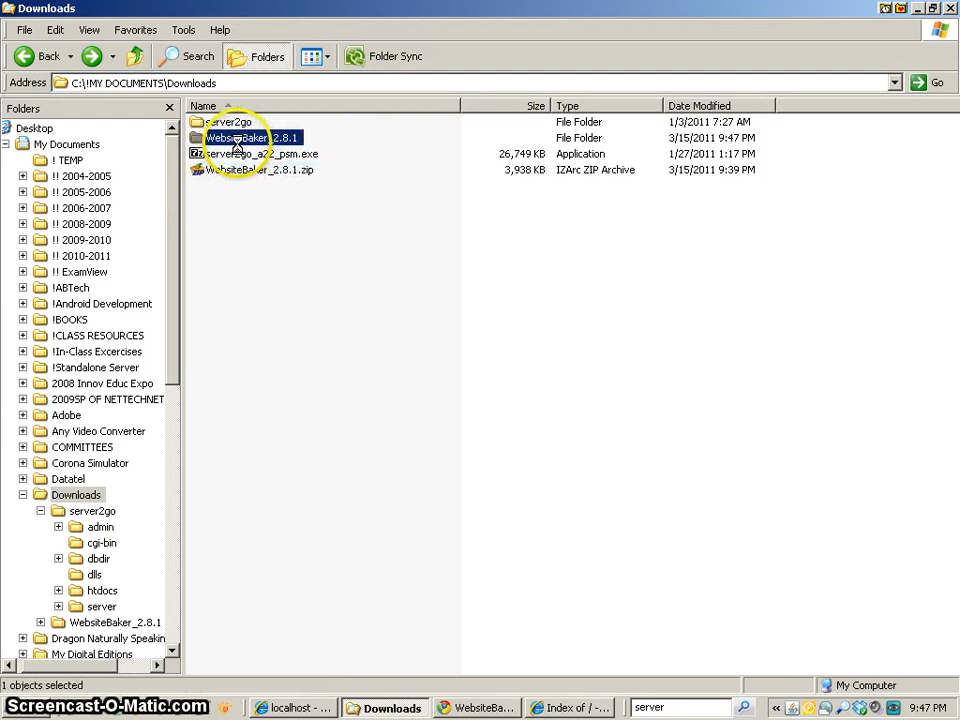 Downloads
File Edit View Favorites Tools Help
Back Search Folders Folder Sync
Address C:\!MY DOCUMENTS\Downloads Go
Folders
Name Size Type Date Modified
Desktop
My Documents
! TEMP
!! 2004-2005
!! 2005-2006
!! 2006-2007
!! 2008-2009
!! 2009-2010
!! 2010-2011
!! ExamView
!ABTech
!Android Development
!BOOKS
!CLASS RESOURCES
!In-Class Excercises
!Standalone Server
2008 Innov Educ Expo
2009SP OF NETTECHNET
Adobe
Any Video Converter
COMMITTEES
Corona Simulator
Datatel
Downloads
server2go
admin
cgi-bin
dbdir
dlls
htdocs
server
WebsiteBaker_2.8.1
Dragon Naturally Speakin
My Digital Editions
server2go File Folder 1/3/2011 7:27 AM
WebsiteBaker_2.8.1 File Folder 3/15/2011 9:47 PM
server2go_a22_psm.exe 26,749 KB Application 1/27/2011 1:17 PM
WebsiteBaker_2.8.1.zip 3,938 KB IZArc ZIP Archive 3/15/2011 9:39 PM
1 objects selected My Computer
Screencast-O-Matic.com localhost - ... Downloads WebsiteBa... Index of / -... server 9:47 PM